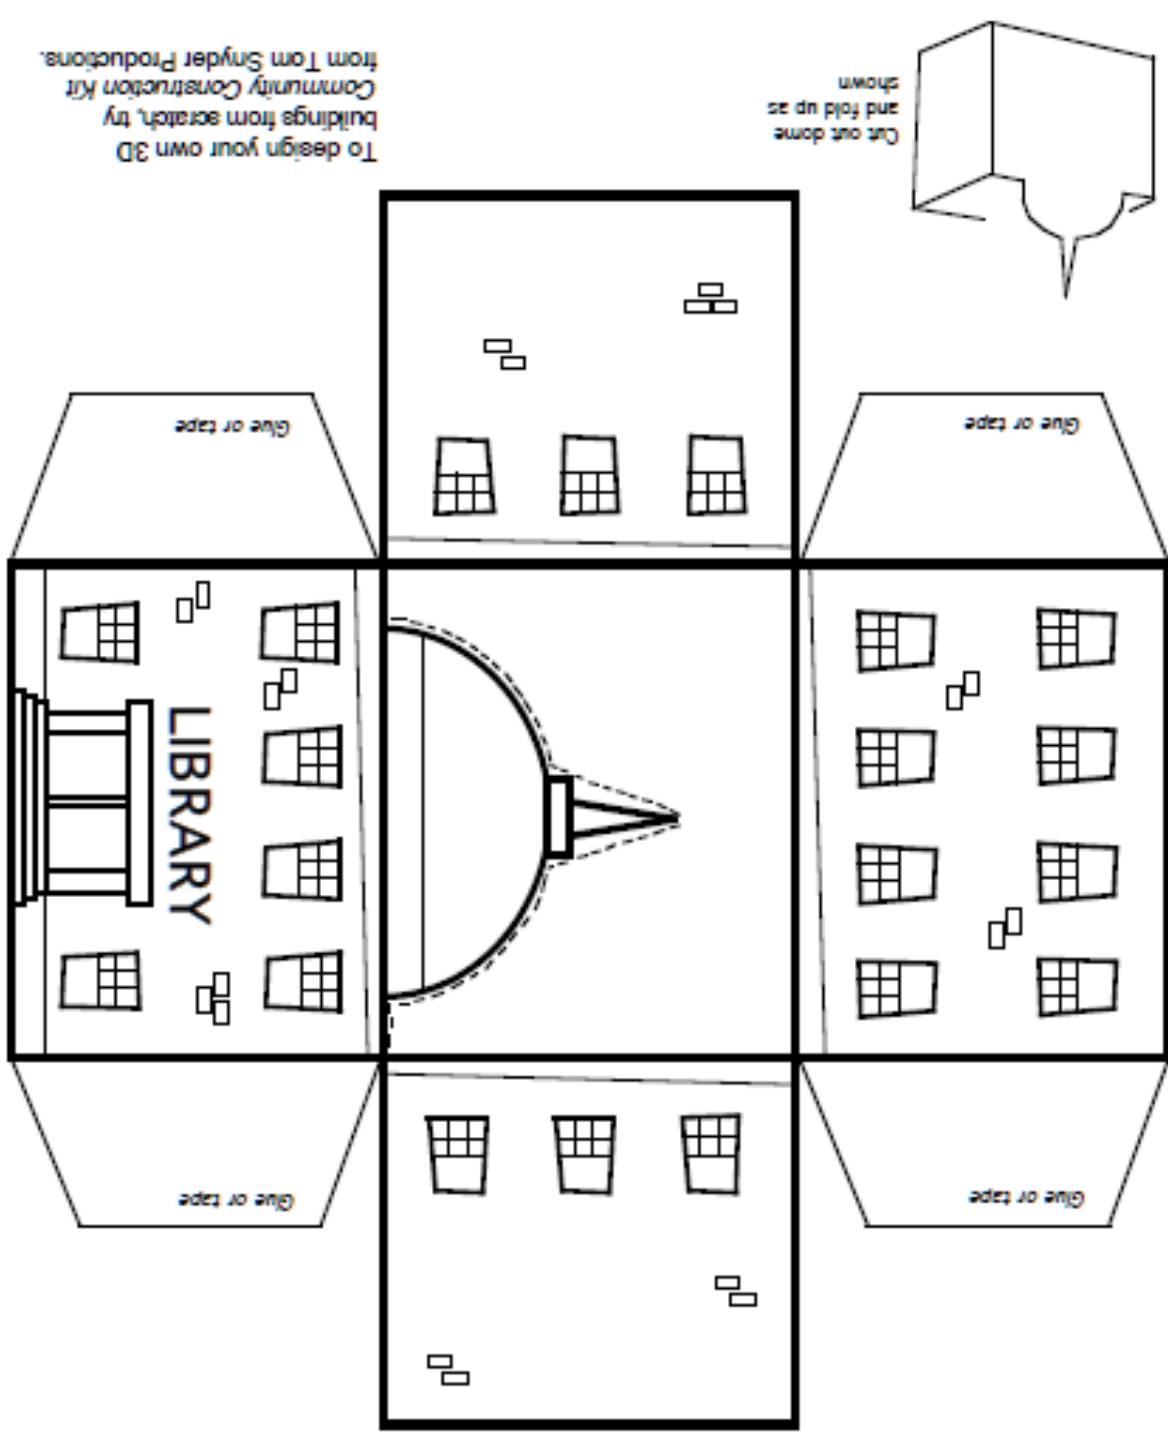 To design your own 3D
buildings from scratch, try
Community Construction Kit
from Tom Snyder Productions.
Cut out dome
and fold up as
shown
Glue or tape
Glue or tape
LIBRARY
Glue or tape
Glue or tape